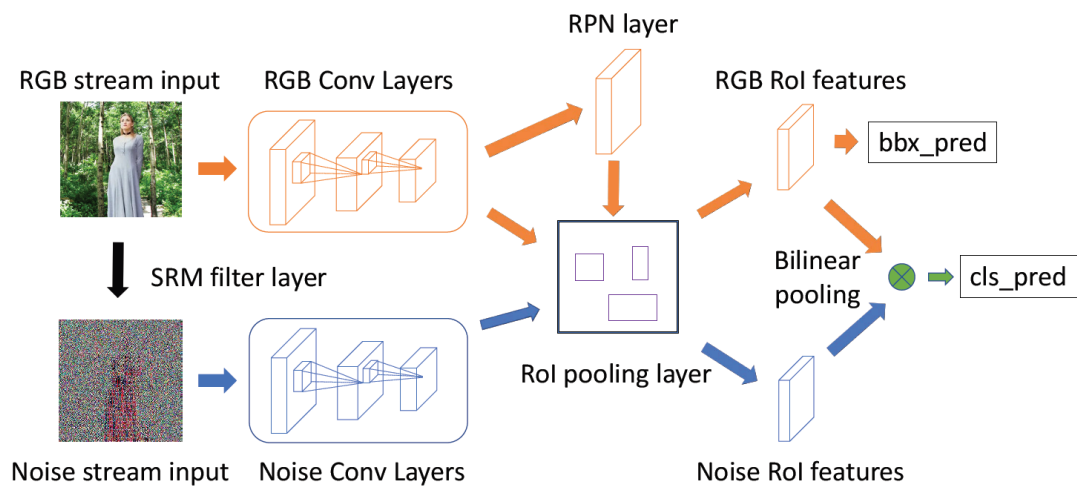 RPN layer
RGB stream input
RGB Conv Layers
RGB RoI features
bbx_pred
SRM filter layer
Bilinear
pooling
cls_pred
RoI pooling layer
Noise stream input
Noise Conv Layers
Noise RoI features